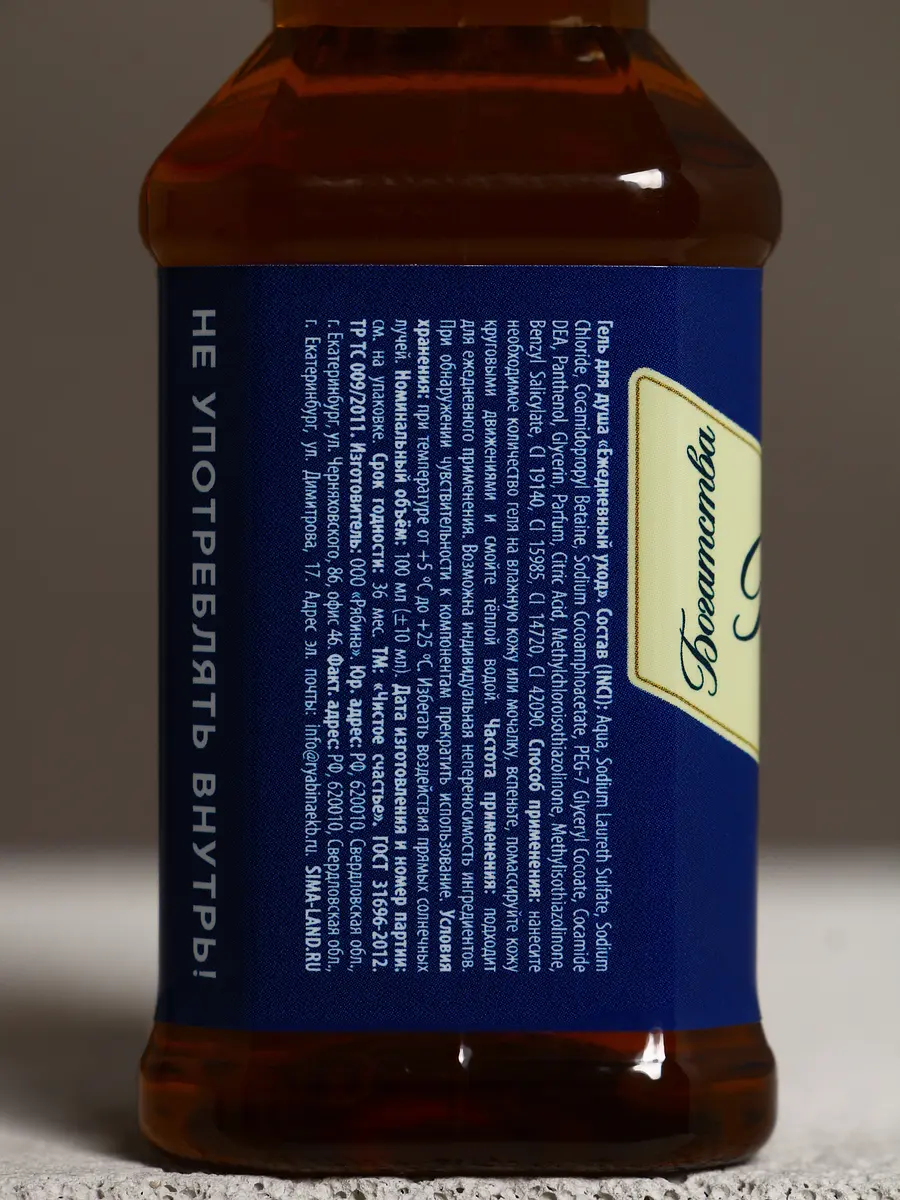 Гель для душа «Ежедневный уход». Состав (INCI): Aqua, Sodium Laureth Sulfate, Sodium
Chloride, Cocamidopropyl Betaine, Sodium Cocoamphoacetate, PEG-7 Glyceryl Cocoate, Cocamide
DEA, Panthenol, Glycerin, Parfum, Citric Acid, Methylchloroisothiazolinone, Methylisothiazolinone,
Benzyl Salicylate, CI 19140, CI 15985, CI 14720, CI 42090. Способ применения: нанесите
необходимое количество геля на влажную кожу или мочалку, вспеньте, помассируйте кожу
круговыми движениями и смойте тёплой водой. Частота применения: подходит
для ежедневного применения. Возможна индивидуальная непереносимость ингредиентов.
При обнаружении чувствительности к компонентам прекратить использование. Условия
хранения: при температуре от +5 °C до +25 °C. Избегать воздействия прямых солнечных
лучей. Номинальный объём: 100 мл (±10 мл). Дата изготовления и номер партии:
см. на упаковке. Срок годности: 36 мес. ТМ: «Чистое счастье». ГОСТ 31696-2012.
ТР ТС 009/2011. Изготовитель: ООО «Рябина». Юр. адрес: РФ, 620010, Свердловская обл.,
г. Екатеринбург, ул. Черняховского, 86, офис 46. Факт. адрес: РФ, 620010, Свердловская обл.,
г. Екатеринбург, ул. Димитрова, 17. Адрес эл. почты: info@ryabinaekb.ru. SIMA-LAND.RU
НЕ УПОТРЕБЛЯТЬ ВНУТРЬ!
Богатства